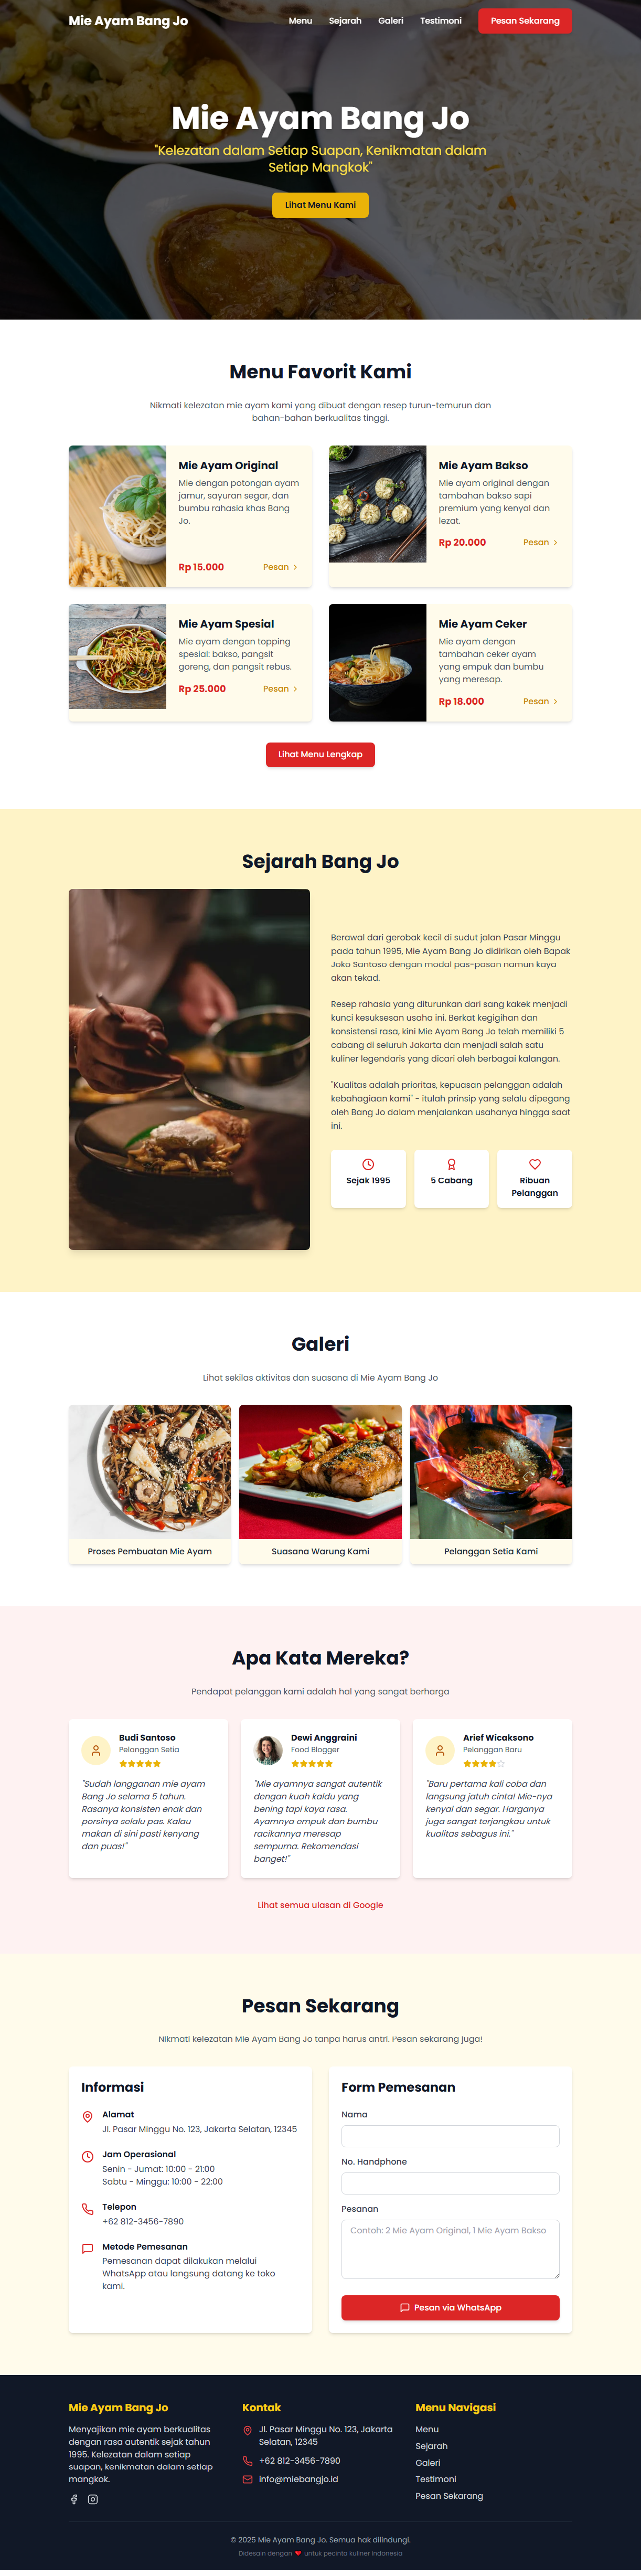 Mie Ayam Bang Jo
Menu
Sejarah
Galeri
Testimoni
Pesan Sekarang
Mie Ayam Bang Jo
"Kelezatan dalam Setiap Suapan, Kenikmatan dalam
Setiap Mangkok"
Lihat Menu Kami
Menu Favorit Kami
Nikmati kelezatan mie ayam kami yang dibuat dengan resep turun-temurun dan
bahan-bahan berkualitas tinggi.
Mie Ayam Original
Mie dengan potongan ayam
jamur, sayuran segar, dan
bumbu rahasia khas Bang
Jo.
Rp 15.000
Pesan
Mie Ayam Bakso
Mie ayam original dengan
tambahan bakso sapi
premium yang kenyal dan
lezat.
Rp 20.000
Pesan
Mie Ayam Spesial
Mie ayam dengan topping
spesial: bakso, pangsit
goreng, dan pangsit rebus.
Rp 25.000
Pesan
Mie Ayam Ceker
Mie ayam dengan
tambahan ceker ayam
yang empuk dan bumbu
yang meresap.
Rp 18.000
Pesan
Lihat Menu Lengkap
Sejarah Bang Jo
Berawal dari gerobak kecil di sudut jalan Pasar Minggu
pada tahun 1995, Mie Ayam Bang Jo didirikan oleh Bapak
Joko Santoso dengan modal pas-pasan namun kaya
akan tekad.
Resep rahasia yang diturunkan dari sang kakek menjadi
kunci kesuksesan usaha ini. Berkat kegigihan dan
konsistensi rasa, kini Mie Ayam Bang Jo telah memiliki 5
cabang di seluruh Jakarta dan menjadi salah satu
kuliner legendaris yang dicari oleh berbagai kalangan.
"Kualitas adalah prioritas, kepuasan pelanggan adalah
kebahagiaan kami" - itulah prinsip yang selalu dipegang
oleh Bang Jo dalam menjalankan usahanya hingga saat
ini.
Sejak 1995
5 Cabang
Ribuan
Pelanggan
Galeri
Lihat sekilas aktivitas dan suasana di Mie Ayam Bang Jo
Proses Pembuatan Mie Ayam
Suasana Warung Kami
Pelanggan Setia Kami
Apa Kata Mereka?
Pendapat pelanggan kami adalah hal yang sangat berharga
Budi Santoso
Pelanggan Setia
"Sudah langganan mie ayam
Bang Jo selama 5 tahun.
Rasanya konsisten enak dan
porsinya selalu pas. Kalau
makan di sini pasti kenyang
dan puas!"
Dewi Anggraini
Food Blogger
"Mie ayamnya sangat autentik
dengan kuah kaldu yang
bening tapi kaya rasa.
Ayamnya empuk dan bumbu
racikannya meresap
sempurna. Rekomendasi
banget!"
Arief Wicaksono
Pelanggan Baru
"Baru pertama kali coba dan
langsung jatuh cinta! Mie-nya
kenyal dan segar. Harganya
juga sangat terjangkau untuk
kualitas sebagus ini."
Lihat semua ulasan di Google
Pesan Sekarang
Nikmati kelezatan Mie Ayam Bang Jo tanpa harus antri. Pesan sekarang juga!
Informasi
Alamat
Jl. Pasar Minggu No. 123, Jakarta Selatan, 12345
Jam Operasional
Senin - Jumat: 10:00 - 21:00
Sabtu - Minggu: 10:00 - 22:00
Telepon
+62 812-3456-7890
Metode Pemesanan
Pemesanan dapat dilakukan melalui
WhatsApp atau langsung datang ke toko
kami.
Form Pemesanan
Nama
No. Handphone
Pesanan
Contoh: 2 Mie Ayam Original, 1 Mie Ayam Bakso
Pesan via WhatsApp
Mie Ayam Bang Jo
Menyajikan mie ayam berkualitas
dengan rasa autentik sejak tahun
1995. Kelezatan dalam setiap
suapan, kenikmatan dalam setiap
mangkok.
Kontak
Jl. Pasar Minggu No. 123, Jakarta
Selatan, 12345
+62 812-3456-7890
info@miebangjo.id
Menu Navigasi
Menu
Sejarah
Galeri
Testimoni
Pesan Sekarang
© 2025 Mie Ayam Bang Jo. Semua hak dilindungi.
Didesain dengan ❤ untuk pecinta kuliner Indonesia